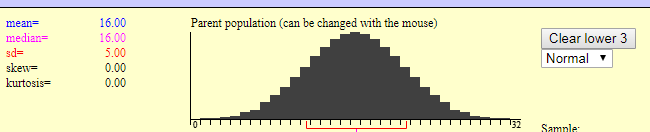 mean= 16.00
median= 16.00
sd= 5.00
skew= 0.00
kurtosis= 0.00
Parent population (can be changed with the mouse)
0 32
Clear lower 3
Normal
Sample: